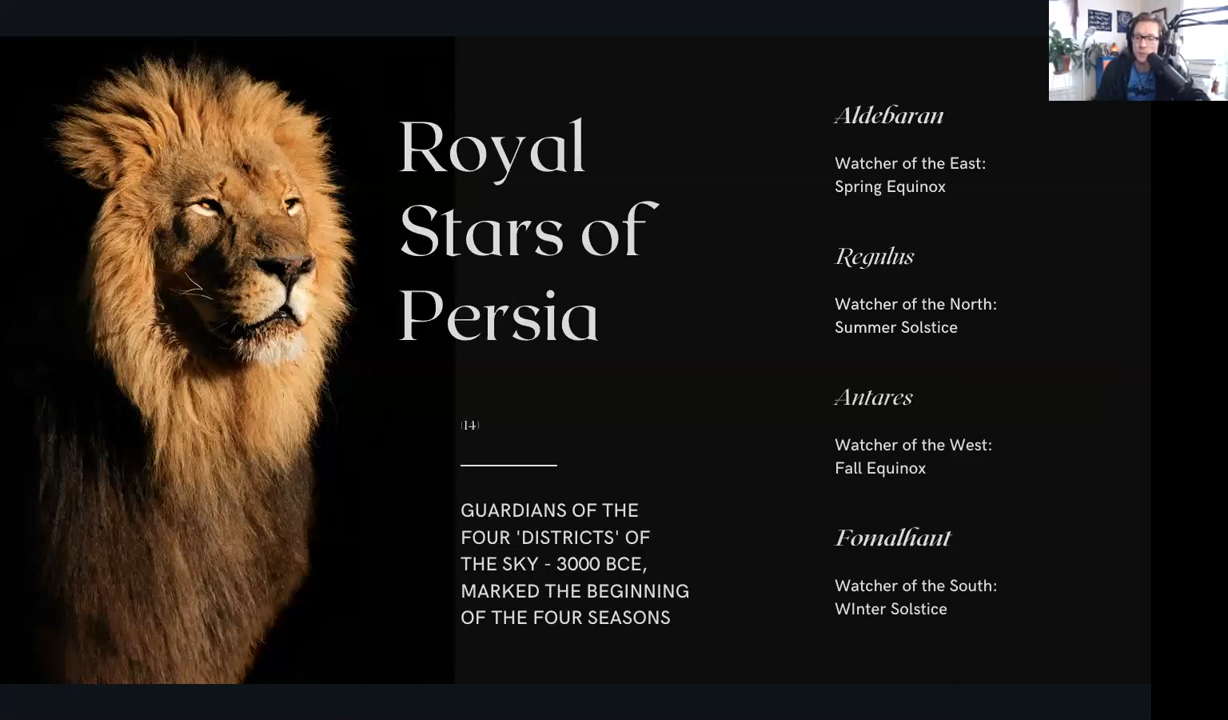 Royal
Stars of
Persia
(14)
GUARDIANS OF THE
FOUR 'DISTRICTS' OF
THE SKY - 3000 BCE,
MARKED THE BEGINNING
OF THE FOUR SEASONS
Aldebaran
Watcher of the East:
Spring Equinox
Regulus
Watcher of the North:
Summer Solstice
Antares
Watcher of the West:
Fall Equinox
Fomalhaut
Watcher of the South:
WInter Solstice